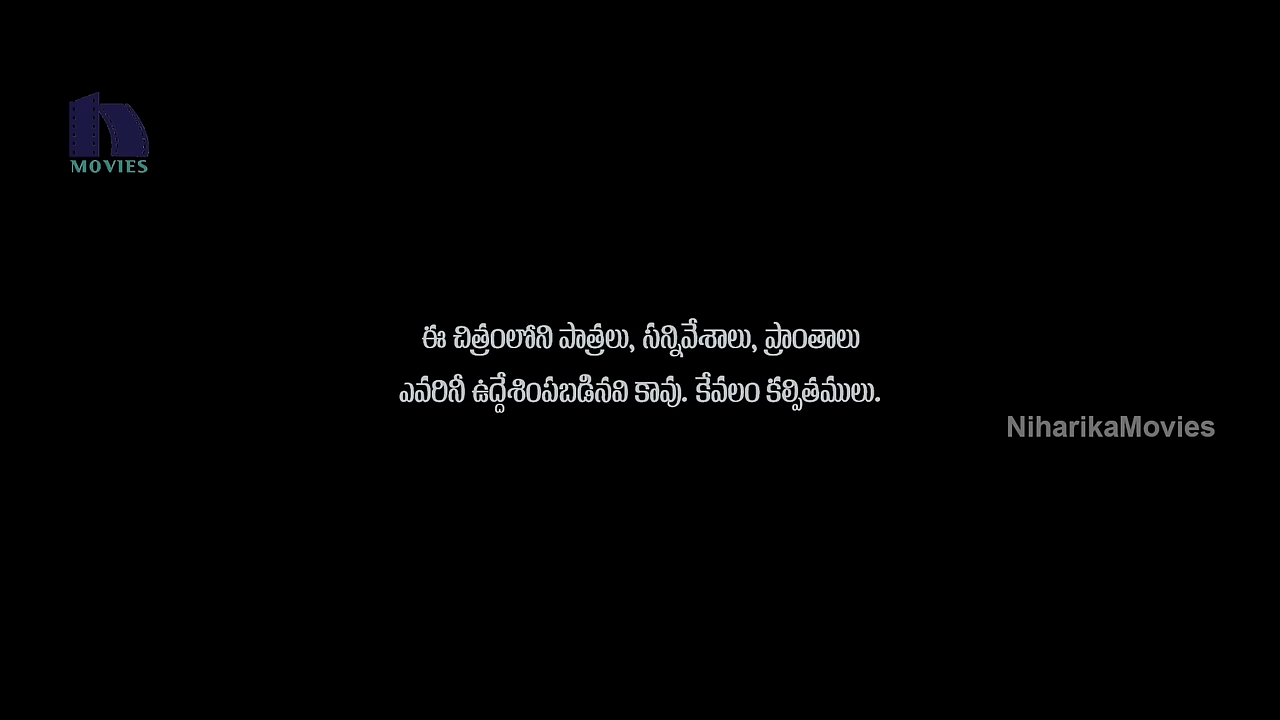 MOVIES
ఈ చిత్రంలోని పాత్రలు, సన్నివేశాలు, ప్రాంతాలు
ఎవరినీ ఉద్దేశింపబడినవి కావు. కేవలం కల్పితములు.
NiharikaMovies